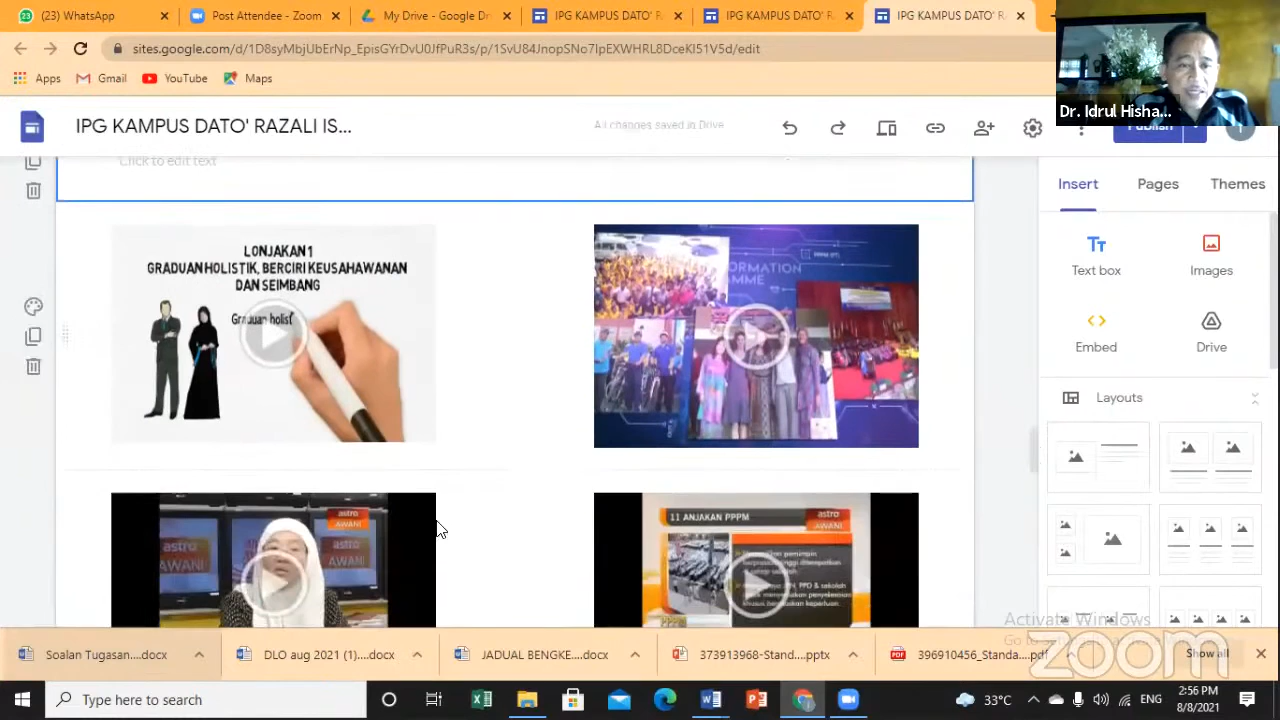 (23) WhatsApp
Post Attendee - Zoom
My Drive - Google Dr
IPG KAMPUS DATO' RA
IPG KAMPUS DATO' RA
IPG KAMPUS DATO' RA
sites.google.com/d/1D8syMbjUbErNp_EpisGYrDvU0JfPuR3s/p/1SvU84JnopSNo7IpEXWHRL8DceKI51V5d/edit
Apps
Gmail
YouTube
Maps
Dr. Idrul Hisha...
IPG KAMPUS DATO' RAZALI IS...
All changes saved in Drive
Publish
Click to edit text
Insert
Pages
Themes
LONJAKAN 1
GRADUAN HOLISTIK, BERCIRI KEUSAHAWANAN
DAN SEIMBANG
Graduan holist
Text box
Images
Embed
Drive
Layouts
astro
AWANI
astro
AWANI
11 ANJAKAN PPPM
astro
AWANI
Activate Windows
zoom
Soalan Tugasan....docx
DLO aug 2021 (1)....docx
JADUAL BENGKE....docx
373913968-Stand....pptx
396910456_Standa....pdf
Show all
Type here to search
33°C
ENG
2:56 PM
8/8/2021